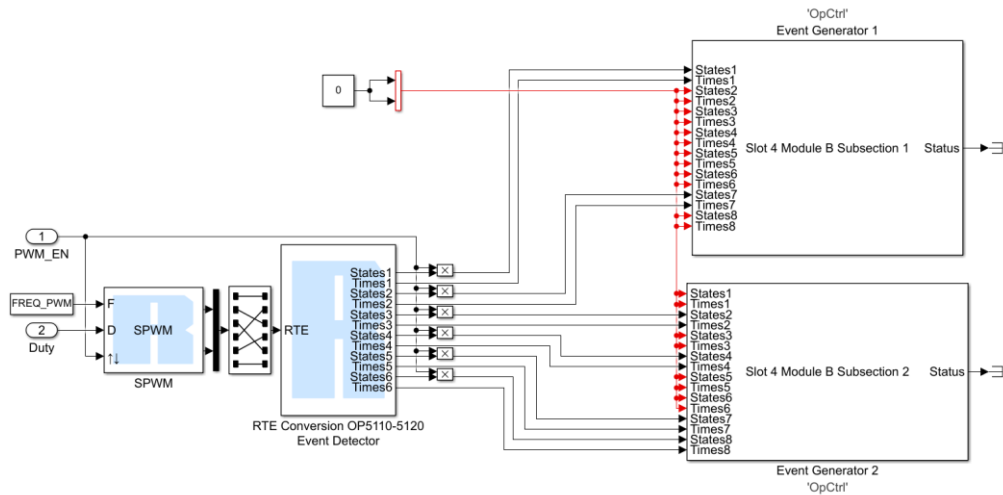 'OpCtrl'
Event Generator 1
States1
Times1
States2
Times2
States3
Times3
States4
Times4
States5
Times5
States6
Times6
States7
Times7
States8
Times8
Slot 4 Module B Subsection 1
Status
0
1
PWM_EN
FREQ_PWM
2
Duty
F
D
↑↓
SPWM
SPWM
RTE
States1
Times1
States2
Times2
States3
Times3
States4
Times4
States5
Times5
States6
Times6
RTE Conversion OP5110-5120
Event Detector
×
×
×
×
×
×
States1
Times1
States2
Times2
States3
Times3
States4
Times4
States5
Times5
States6
Times6
States7
Times7
States8
Times8
Slot 4 Module B Subsection 2
Status
Event Generator 2
'OpCtrl'